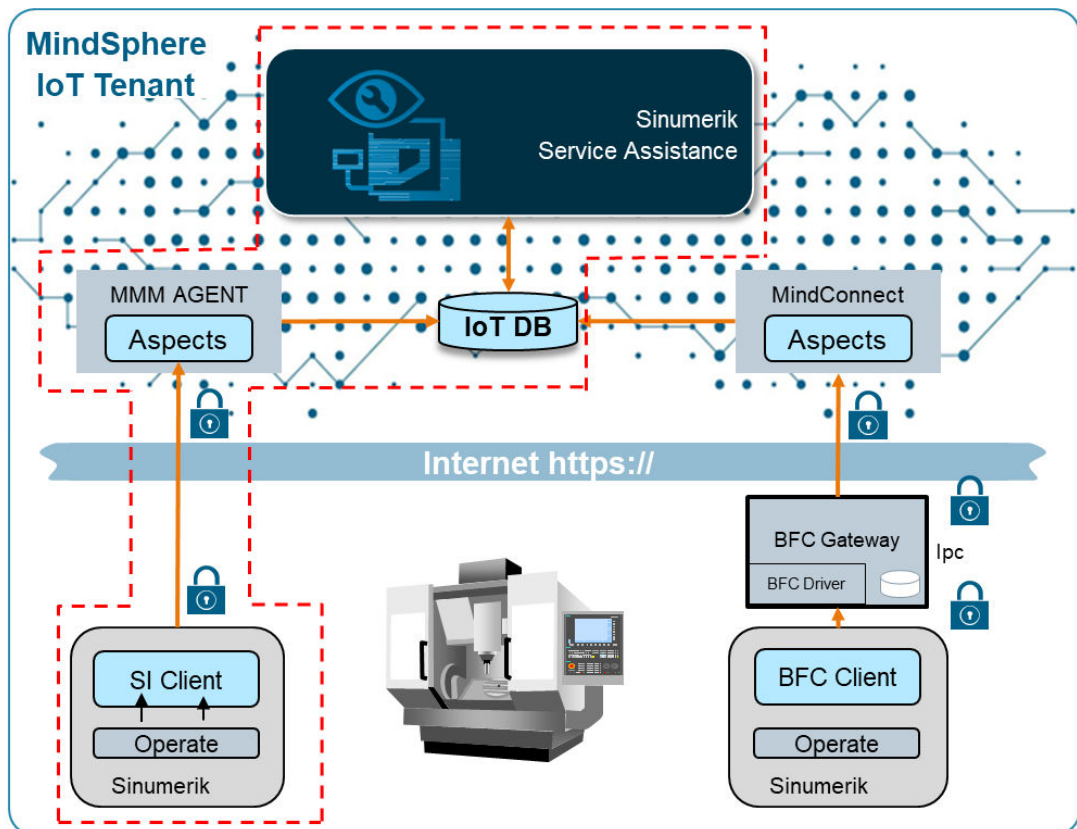 MindSphere
IoT Tenant
Sinumerik
Service Assistance
MMM AGENT
Aspects
IoT DB
MindConnect
Aspects
Internet https://
BFC Gateway
BFC Driver
Ipc
SI Client
Operate
Sinumerik
BFC Client
Operate
Sinumerik